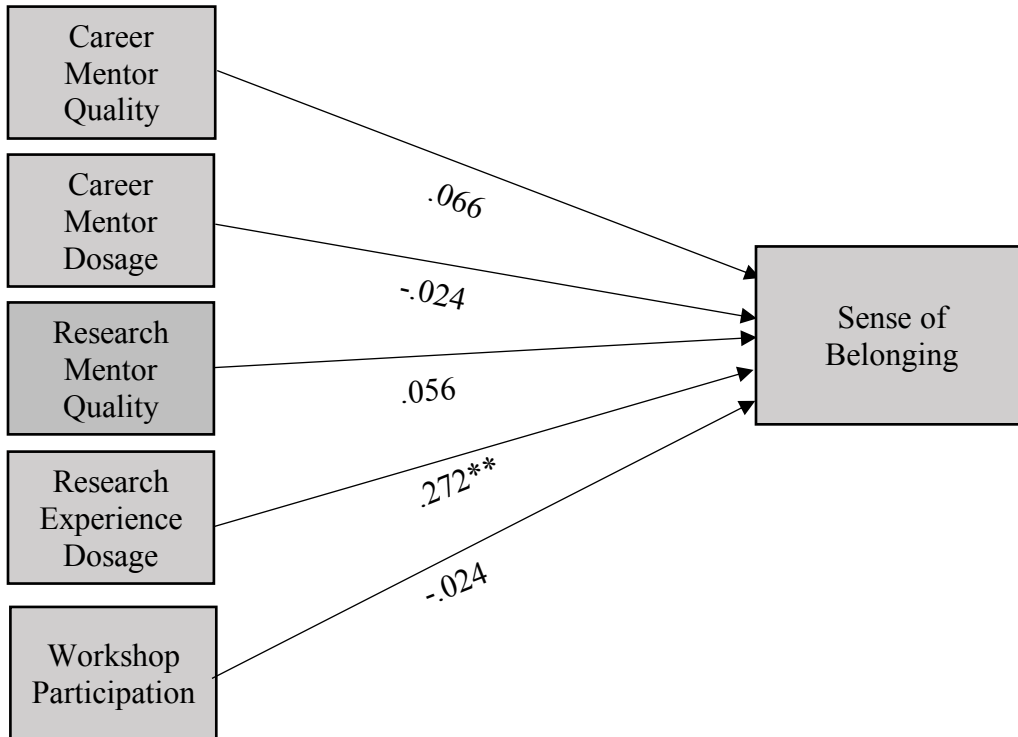 Career
Mentor
Quality
.066
Career
Mentor
Dosage
-.024
Research
Mentor
Quality
.056
Sense of
Belonging
Research
Experience
Dosage
.272**
Workshop
Participation
-.024